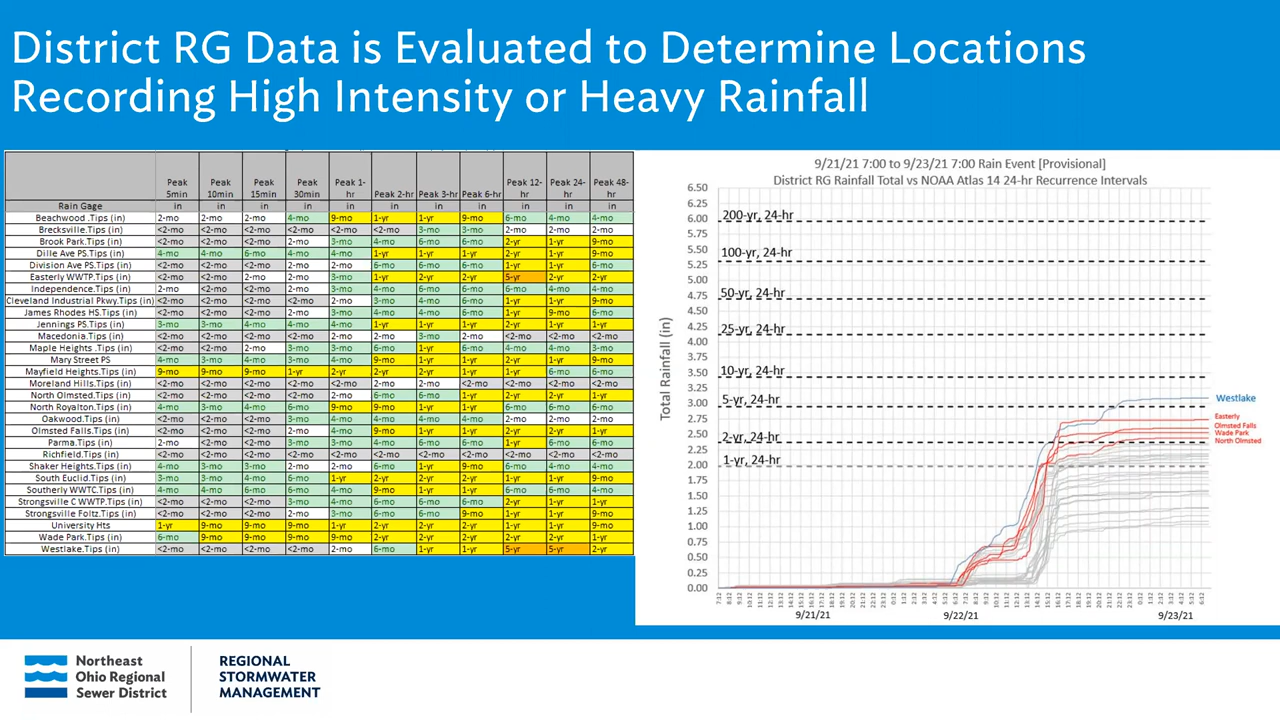 District RG Data is Evaluated to Determine Locations
Recording High Intensity or Heavy Rainfall
Rain Gage | Peak 5min in | Peak 10min in | Peak 15min in | Peak 30min in | Peak 1-hr in | Peak 2-hr in | Peak 3-hr in | Peak 6-hr in | Peak 12-hr in | Peak 24-hr in | Peak 48-hr in
Beachwood .Tips (in) 2-mo 2-mo 2-mo 4-mo 9-mo 1-yr 1-yr 9-mo 6-mo 4-mo 4-mo
Brecksville.Tips (in) <2-mo <2-mo <2-mo <2-mo <2-mo <2-mo 3-mo 3-mo 2-mo 2-mo 2-mo
Brook Park.Tips (in) <2-mo <2-mo <2-mo 2-mo 3-mo 4-mo 6-mo 6-mo 2-yr 1-yr 9-mo
Dille Ave PS.Tips (in) 4-mo 4-mo 6-mo 4-mo 4-mo 1-yr 1-yr 1-yr 2-yr 1-yr 9-mo
Division Ave PS.Tips (in) <2-mo <2-mo <2-mo 2-mo 2-mo 6-mo 6-mo 6-mo 1-yr 1-yr 6-mo
Easterly WWTP.Tips (in) <2-mo <2-mo 2-mo 2-mo 3-mo 1-yr 2-yr 2-yr 5-yr 2-yr 2-yr
Independence.Tips (in) 2-mo <2-mo <2-mo 2-mo 3-mo 4-mo 6-mo 6-mo 6-mo 4-mo 4-mo
Cleveland Industrial Pkwy.Tips (in) <2-mo <2-mo <2-mo <2-mo 2-mo 3-mo 4-mo 6-mo 1-yr 1-yr 9-mo
James Rhodes HS.Tips (in) <2-mo <2-mo <2-mo 2-mo 3-mo 4-mo 4-mo 6-mo 1-yr 9-mo 6-mo
Jennings PS.Tips (in) 3-mo 3-mo 4-mo 4-mo 4-mo 1-yr 1-yr 1-yr 2-yr 1-yr 1-yr
Macedonia.Tips (in) <2-mo <2-mo <2-mo <2-mo 2-mo 2-mo 3-mo 2-mo <2-mo <2-mo <2-mo
Maple Heights .Tips (in) <2-mo <2-mo 2-mo 3-mo 3-mo 6-mo 1-yr 6-mo 4-mo 4-mo 3-mo
Mary Street PS 4-mo 3-mo 4-mo 3-mo 4-mo 9-mo 1-yr 1-yr 2-yr 1-yr 9-mo
Mayfield Heights.Tips (in) 9-mo 9-mo 9-mo 1-yr 2-yr 2-yr 2-yr 2-yr 1-yr 6-mo 6-mo
Moreland Hills.Tips (in) <2-mo <2-mo <2-mo <2-mo <2-mo 2-mo 2-mo <2-mo <2-mo <2-mo <2-mo
North Olmsted.Tips (in) <2-mo <2-mo <2-mo <2-mo 2-mo 6-mo 6-mo 1-yr 2-yr 2-yr 1-yr
North Royalton.Tips (in) 4-mo 3-mo 4-mo 6-mo 9-mo 9-mo 1-yr 1-yr 6-mo 6-mo 6-mo
Oakwood.Tips (in) <2-mo <2-mo <2-mo 2-mo 3-mo 4-mo 4-mo 4-mo 2-mo 2-mo 2-mo
Olmsted Falls.Tips (in) <2-mo <2-mo <2-mo 2-mo 4-mo 9-mo 1-yr 1-yr 2-yr 2-yr 1-yr
Parma.Tips (in) 2-mo <2-mo <2-mo 3-mo 3-mo 4-mo 6-mo 6-mo 1-yr 6-mo 6-mo
Richfield.Tips (in) <2-mo <2-mo <2-mo <2-mo <2-mo <2-mo <2-mo <2-mo <2-mo <2-mo <2-mo
Shaker Heights.Tips (in) 4-mo 3-mo 3-mo 2-mo 2-mo 6-mo 1-yr 9-mo 6-mo 4-mo 4-mo
South Euclid.Tips (in) 3-mo 3-mo 4-mo 6-mo 1-yr 2-yr 2-yr 2-yr 1-yr 1-yr 9-mo
Southerly WWTC.Tips (in) 4-mo 4-mo 6-mo 4-mo 4-mo 9-mo 1-yr 1-yr 6-mo 4-mo 4-mo
Strongsville C WWTP.Tips (in) <2-mo <2-mo <2-mo 3-mo 4-mo 6-mo 6-mo 6-mo 2-yr 1-yr 1-yr
Strongsville Foltz.Tips (in) <2-mo <2-mo <2-mo 2-mo 3-mo 6-mo 6-mo 9-mo 2-yr 1-yr 9-mo
University Hts 1-yr 9-mo 9-mo 9-mo 1-yr 2-yr 2-yr 2-yr 1-yr 1-yr 9-mo
Wade Park.Tips (in) 6-mo 9-mo 9-mo 9-mo 9-mo 2-yr 2-yr 2-yr 2-yr 2-yr 1-yr
Westlake.Tips (in) <2-mo <2-mo <2-mo <2-mo 2-mo 6-mo 1-yr 1-yr 5-yr 5-yr 2-yr
9/21/21 7:00 to 9/23/21 7:00 Rain Event [Provisional]
District RG Rainfall Total vs NOAA Atlas 14 24-hr Recurrence Intervals
Total Rainfall (in)
6.50
6.25
6.00
5.75
5.50
5.25
5.00
4.75
4.50
4.25
4.00
3.75
3.50
3.25
3.00
2.75
2.50
2.25
2.00
1.75
1.50
1.25
1.00
0.75
0.50
0.25
0.00
200-yr, 24-hr
100-yr, 24-hr
50-yr, 24-hr
25-yr, 24-hr
10-yr, 24-hr
5-yr, 24-hr
2-yr, 24-hr
1-yr, 24-hr
Westlake
Easterly
Olmsted Falls
Wade Park
North Olmsted
9/21/21 9/22/21 9/23/21
Northeast
Ohio Regional
Sewer District
REGIONAL
STORMWATER
MANAGEMENT